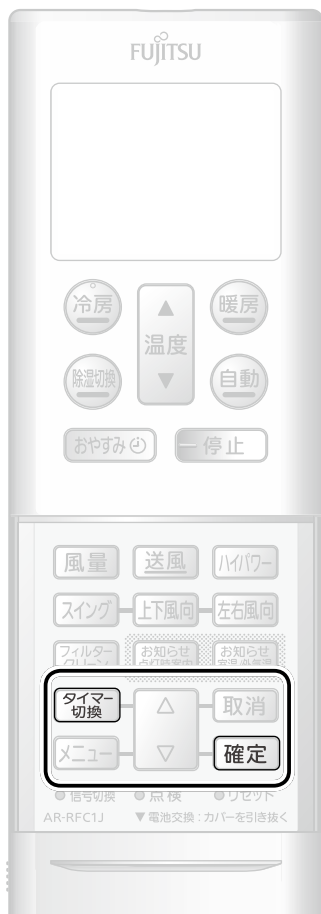 FUJITSU
冷房 ▲ 暖房
温度
除湿切換 ▼ 自動
おやすみ 停止
風量 送風 ハイパワー
スイング 上下風向 左右風向
フィルター お知らせ お知らせ
クリーン 点灯時案内 室温/外気温
タイマー
切換 △ 取消
メニュー ▽ 確定
信号切換 点検 リセット
AR-RFC1J ▼電池交換:カバーを引き抜く